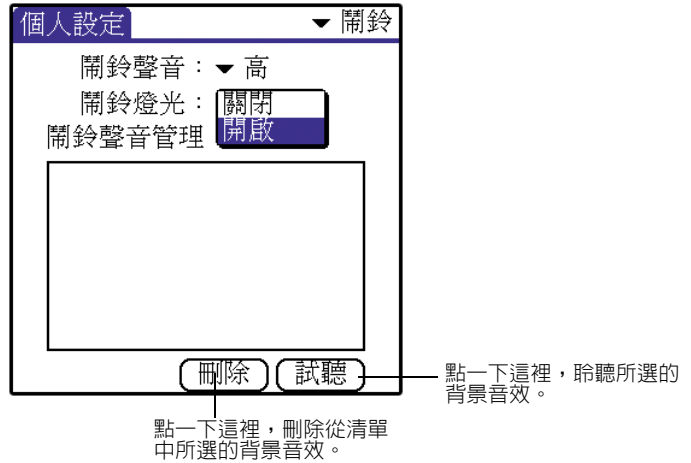 個人設定 鬧鈴
鬧鈴聲音：高
鬧鈴燈光：關閉
開啟
鬧鈴聲音管理
刪除 試聽
點一下這裡，聆聽所選的
背景音效。
點一下這裡，刪除從清單
中所選的背景音效。